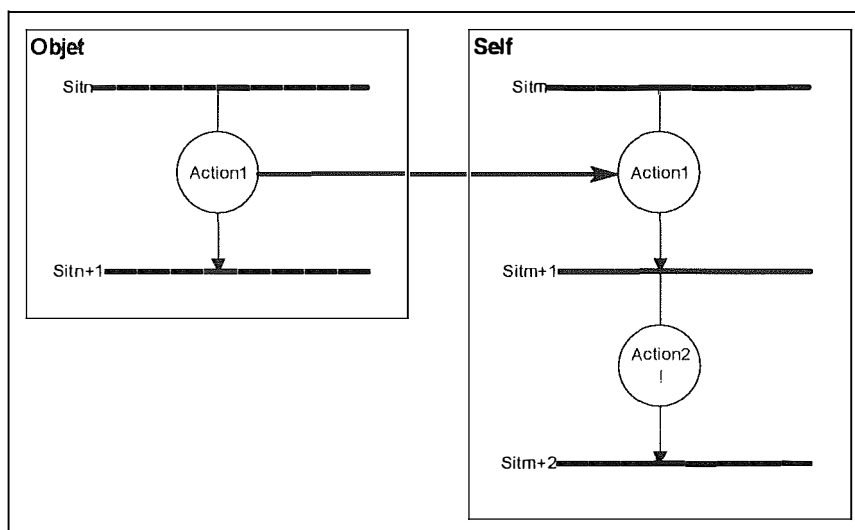 Objet
Sitn
Action1
Sitn+1
Self
Sitm
Action1
Sitm+1
Action2
!
Sitm+2